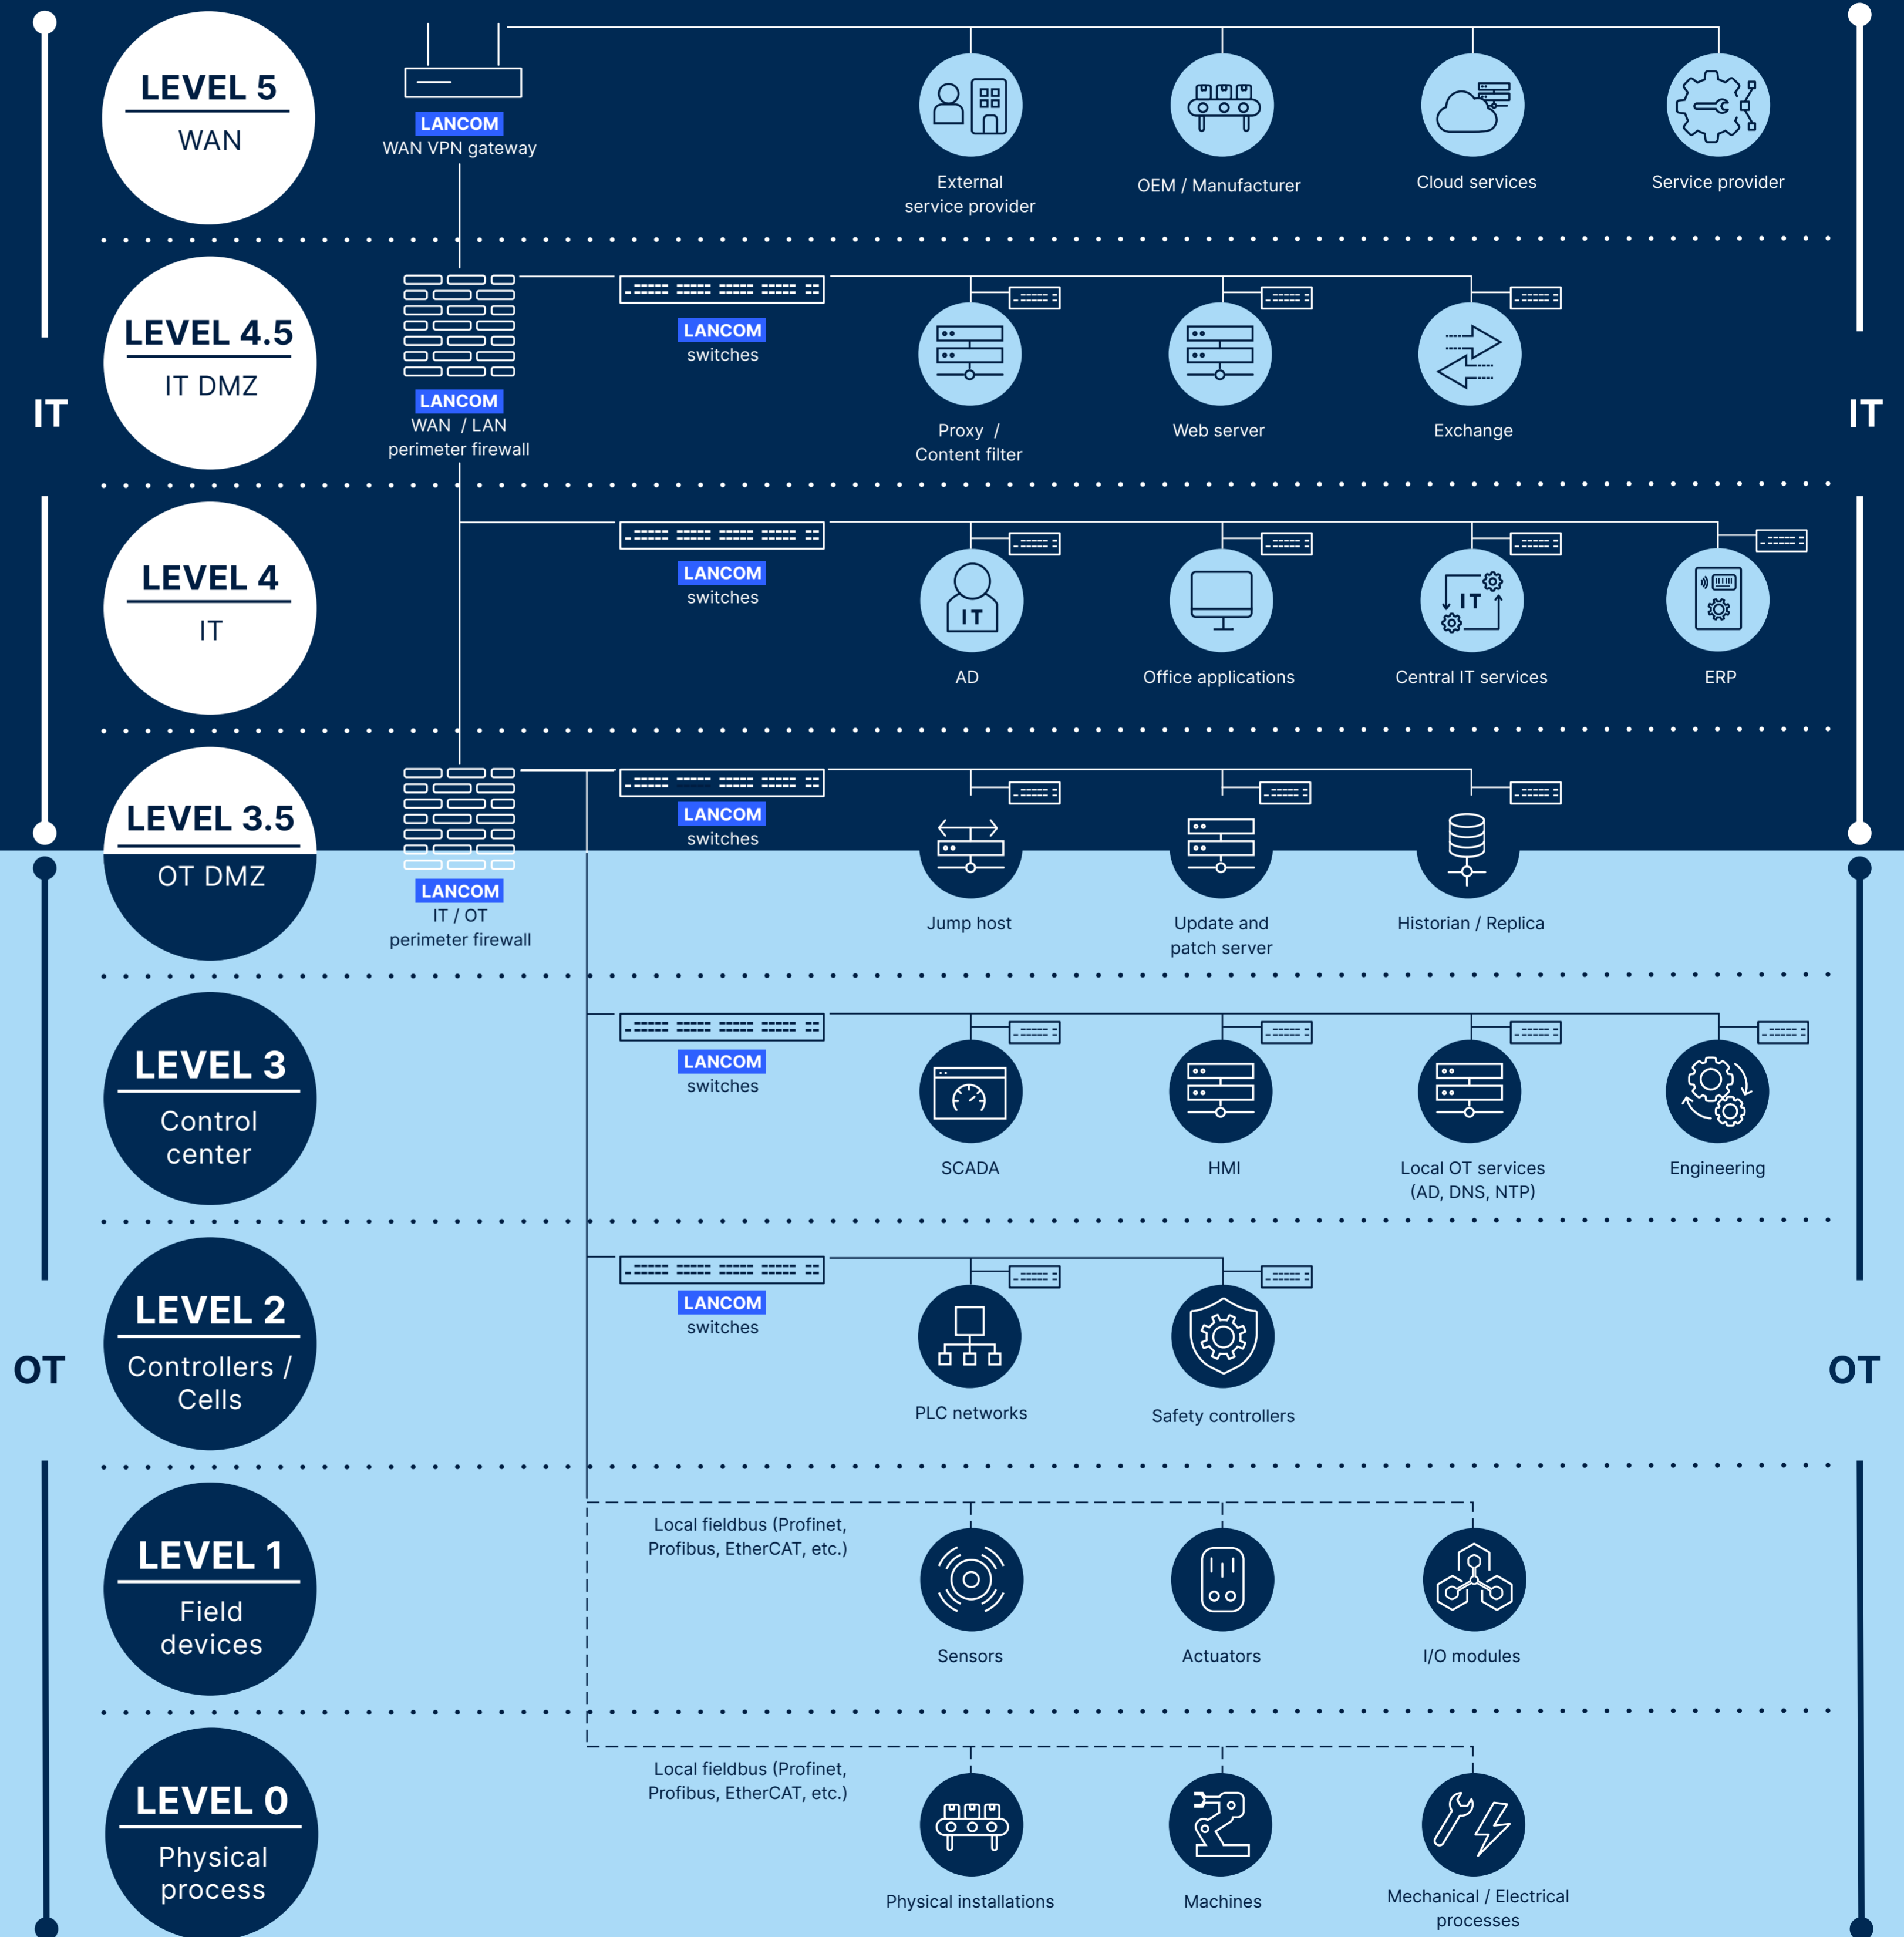 LEVEL 5
WAN
LANCOM
WAN VPN gateway
External
service provider
OEM / Manufacturer
Cloud services
Service provider
IT
IT
LEVEL 4.5
IT DMZ
LANCOM
WAN / LAN
perimeter firewall
LANCOM
switches
Proxy /
Content filter
Web server
Exchange
LEVEL 4
IT
LANCOM
switches
IT
AD
Office applications
IT
Central IT services
ERP
LEVEL 3.5
OT DMZ
LANCOM
IT / OT
perimeter firewall
LANCOM
switches
Jump host
Update and
patch server
Historian / Replica
LEVEL 3
Control
center
LANCOM
switches
SCADA
HMI
Local OT services
(AD, DNS, NTP)
Engineering
OT
OT
LEVEL 2
Controllers /
Cells
LANCOM
switches
PLC networks
Safety controllers
LEVEL 1
Field
devices
Local fieldbus (Profinet,
Profibus, EtherCAT, etc.)
Sensors
Actuators
I/O modules
LEVEL 0
Physical
process
Local fieldbus (Profinet,
Profibus, EtherCAT, etc.)
Physical installations
Machines
Mechanical / Electrical
processes